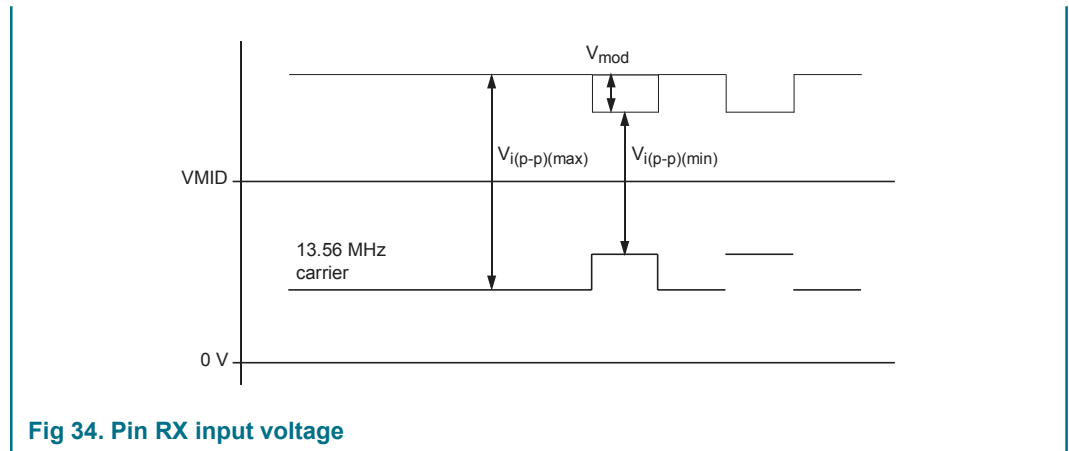 Vmod
Vi(p-p)(max)
Vi(p-p)(min)
VMID
13.56 MHz
carrier
0 V
Fig 34. Pin RX input voltage